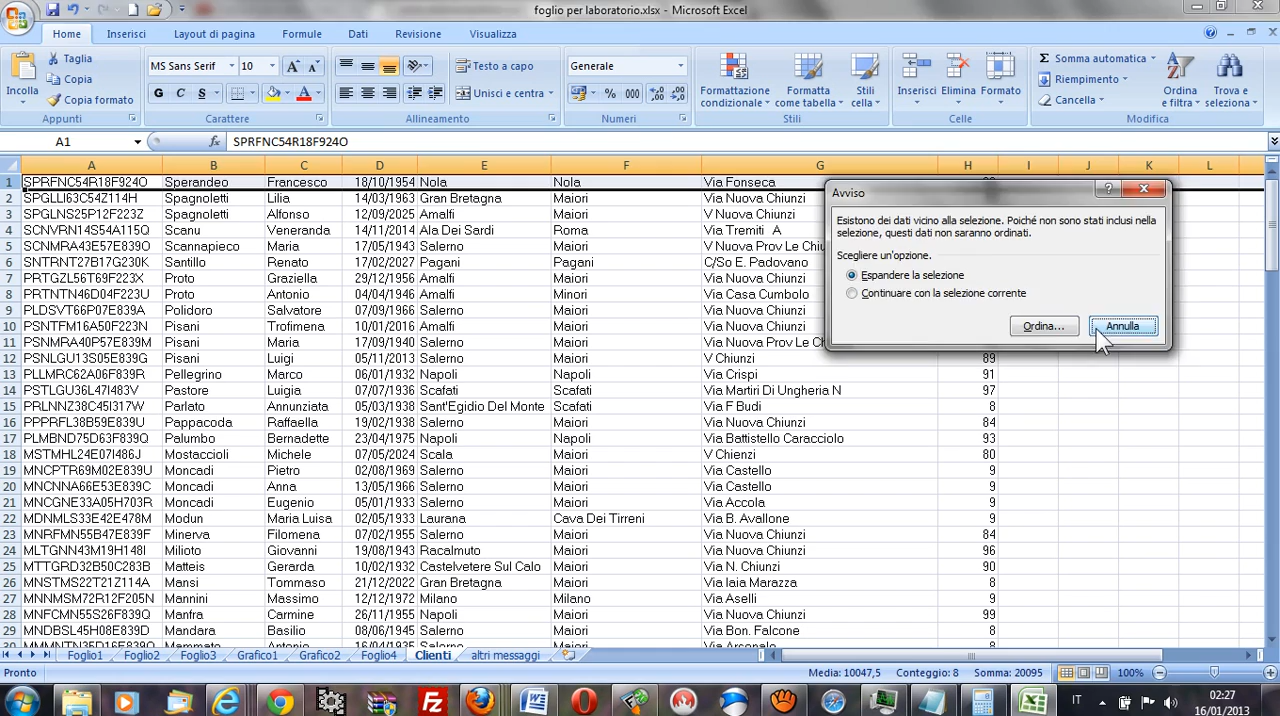 foglio per laboratorio.xlsx - Microsoft Excel
Home Inserisci Layout di pagina Formule Dati Revisione Visualizza
Incolla Taglia Copia Copia formato
MS Sans Serif 10 G C S A A A
Testo a capo Unisci e centra
Generale % 000
Formattazione condizionale Formatta come tabella Stili cella
Inserisci Elimina Formato
Somma automatica Riempimento Cancella Ordina e filtra Trova e seleziona
Appunti Carattere Allineamento Numeri Stili Celle Modifica
A1 fx SPRFNC54R18F924O
A B C D E F G H I J K L
1 SPRFNC54R18F924O Sperandeo Francesco 18/10/1954 Nola Nola Via Fonseca
2 SPGLLI63C54Z114H Spagnoletti Lilia 14/03/1963 Gran Bretagna Maiori Via Nuova Chiunzi
3 SPGLNS25P12F223Z Spagnoletti Alfonso 12/09/2025 Amalfi Maiori V Nuova Chiunzi
4 SCNVRN14S54A115G Scanu Veneranda 14/11/2014 Ala Dei Sardi Roma Via Tremiti A
5 SCNMRA43E57E839O Scannapieco Maria 17/05/1943 Salerno Maiori V Nuova Prov Le Chiu
6 SNTRNT27B17G230K Santillo Renato 17/02/2027 Pagani Pagani C/So E. Padovano
7 PRTGZL56T69F223X Proto Graziella 29/12/1956 Amalfi Maiori Via Nuova Chiunzi
8 PRTNTN46D04F223U Proto Antonio 04/04/1946 Amalfi Minori Via Casa Cumbolo
9 PLDSVT66P07E839U Polidoro Salvatore 07/09/1966 Salerno Maiori Via Nuova Chiunzi
10 PSNTFM16A50F223N Pisani Trofimena 10/01/2016 Amalfi Maiori Via Nuova Chiunzi
11 PSNMRA40P57E839O Pisani Maria 17/09/1940 Salerno Maiori Via Nuova Prov Le Chiu
12 PSNLGU13S05E839G Pisani Luigi 05/11/2013 Salerno Maiori V Chiunzi 89
13 PLLMRC62A06F839R Pellegrino Marco 06/01/1932 Napoli Napoli Via Crispi 91
14 PSTLGU36L47I483V Pastore Luigia 07/07/1936 Scafati Scafati Via Martiri Di Ungheria N 97
15 PRLNNZ38C45I317W Parlato Annunziata 05/03/1938 Sant'Egidio Del Monte Scafati Via F Budi 8
16 PPPRFL38B59E839U Pappacoda Raffaella 19/02/1938 Salerno Maiori Via Nuova Chiunzi 84
17 PLMBND75D63F839Q Palumbo Bernadette 23/04/1975 Napoli Napoli Via Battistello Caracciolo 93
18 MSTMHL24E07I486J Mostaccioli Michele 07/05/2024 Scala Maiori V Chienzi 80
19 MNCPTR69M02E839U Moncadi Pietro 02/08/1969 Salerno Maiori Via Castello 9
20 MNCNNA66E53E839C Moncadi Anna 13/05/1966 Salerno Maiori Via Castello 9
21 MNCGNE33A05H703R Moncadi Eugenio 05/01/1933 Salerno Maiori Via Accola 9
22 MDNMLS33E42E478M Modun Maria Luisa 02/05/1933 Laurana Cava Dei Tirreni Via B. Avallone 9
23 MNRFMN55B47E839F Minerva Filomena 07/02/1955 Salerno Maiori Via Nuova Chiunzi 84
24 MLTGNN43M19H148I Milioto Giovanni 19/08/1943 Racalmuto Maiori Via Nuova Chiunzi 96
25 MTTGRD32B50C283A Matteis Gerarda 10/02/1932 Castelvetere Sul Calo Maiori Via N. Chiunzi 90
26 MNSTMS22T21Z114A Mansi Tommaso 21/12/2022 Gran Bretagna Maiori Via Iaia Marazza 8
27 MNNMSM72R12F205N Mannini Massimo 12/12/1972 Milano Milano Via Aselli 9
28 MNFCMN55S26F839Q Manfra Carmine 26/11/1955 Napoli Maiori Via Nuova Chiunzi 99
29 MNDBSL45H08E839D Mandara Basilio 08/06/1945 Salerno Maiori Via Bon. Falcone 8
Avviso
Esistono dei dati vicino alla selezione. Poiché non sono stati inclusi nella
selezione, questi dati non saranno ordinati.
Scegliere un'opzione.
Espandere la selezione
Continuare con la selezione corrente
Ordina... Annulla
Foglio1 Foglio2 Foglio3 Grafico1 Grafico2 Foglio4 Clienti altri messaggi
Pronto Media: 10047,5 Conteggio: 8 Somma: 20095 100%
IT 02:27
16/01/2013